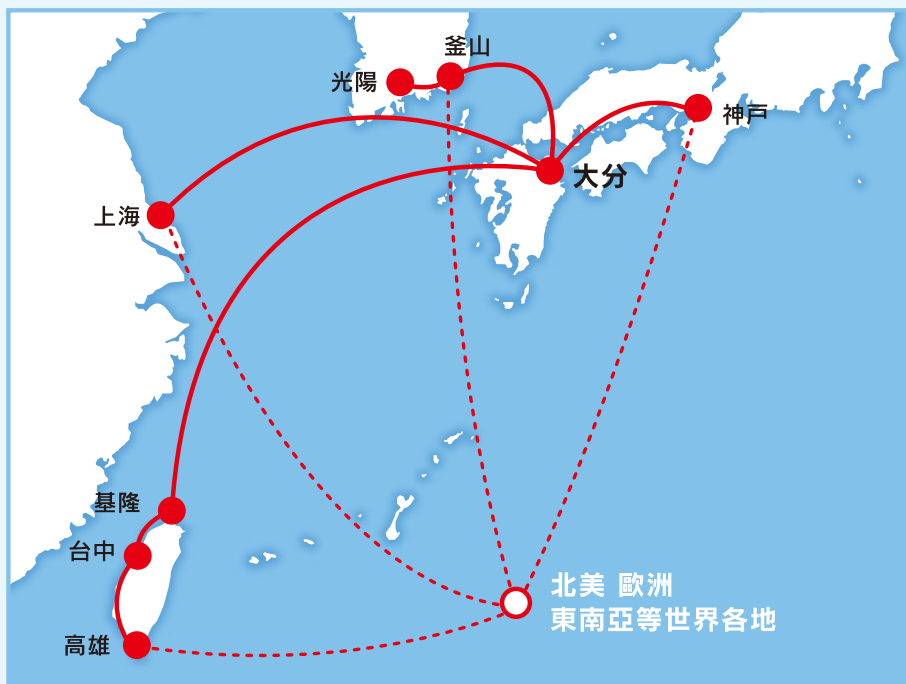 釜山
光陽
神戸
大分
上海
基隆
台中
北美 歐洲
東南亞等世界各地
高雄